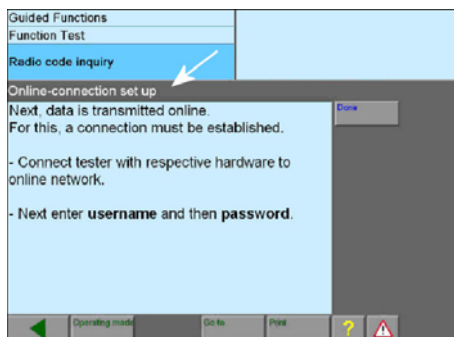 Guided Functions
Function Test
Radio code inquiry
Online-connection set up
Next, data is transmitted online.
For this, a connection must be established.
- Connect tester with respective hardware to
online network.
- Next enter username and then password.
Done
Operating mode
Go to
Print
?